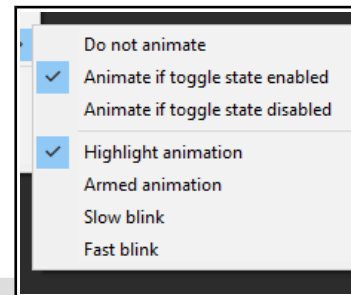 Do not animate
Animate if toggle state enabled
Animate if toggle state disabled
Highlight animation
Armed animation
Slow blink
Fast blink